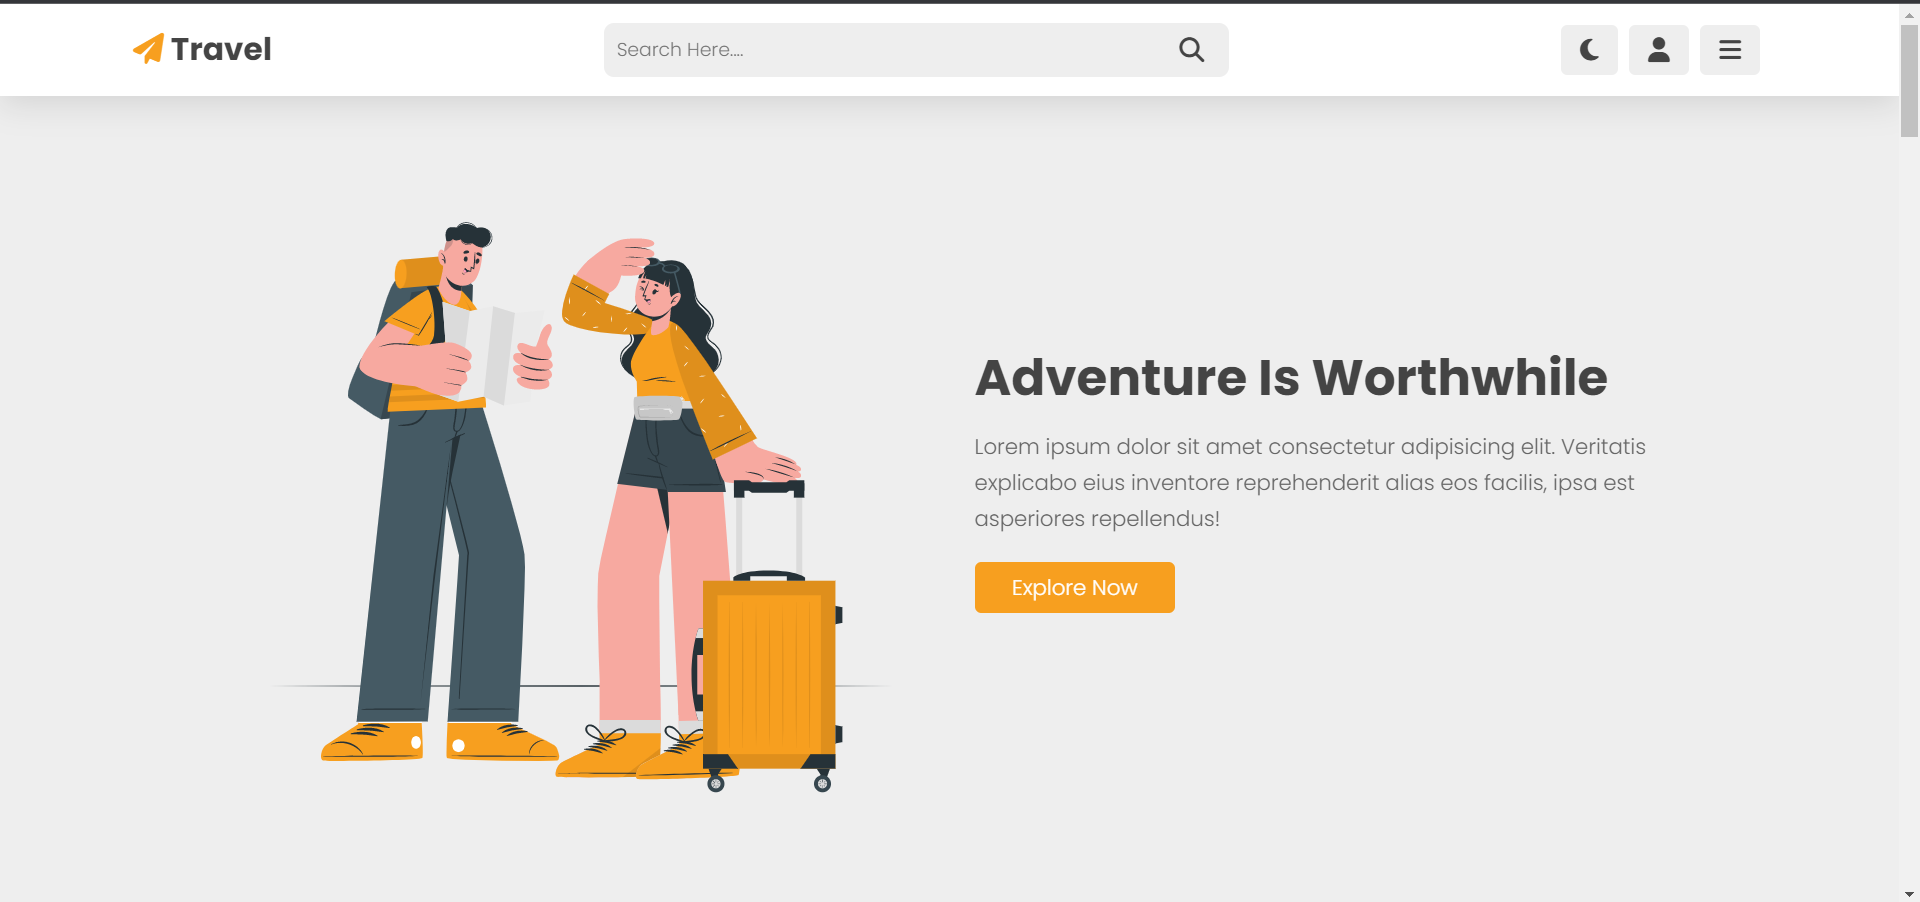 Travel
Search Here....
Adventure Is Worthwhile
Lorem ipsum dolor sit amet consectetur adipisicing elit. Veritatis
explicabo eius inventore reprehenderit alias eos facilis, ipsa est
asperiores repellendus!
Explore Now